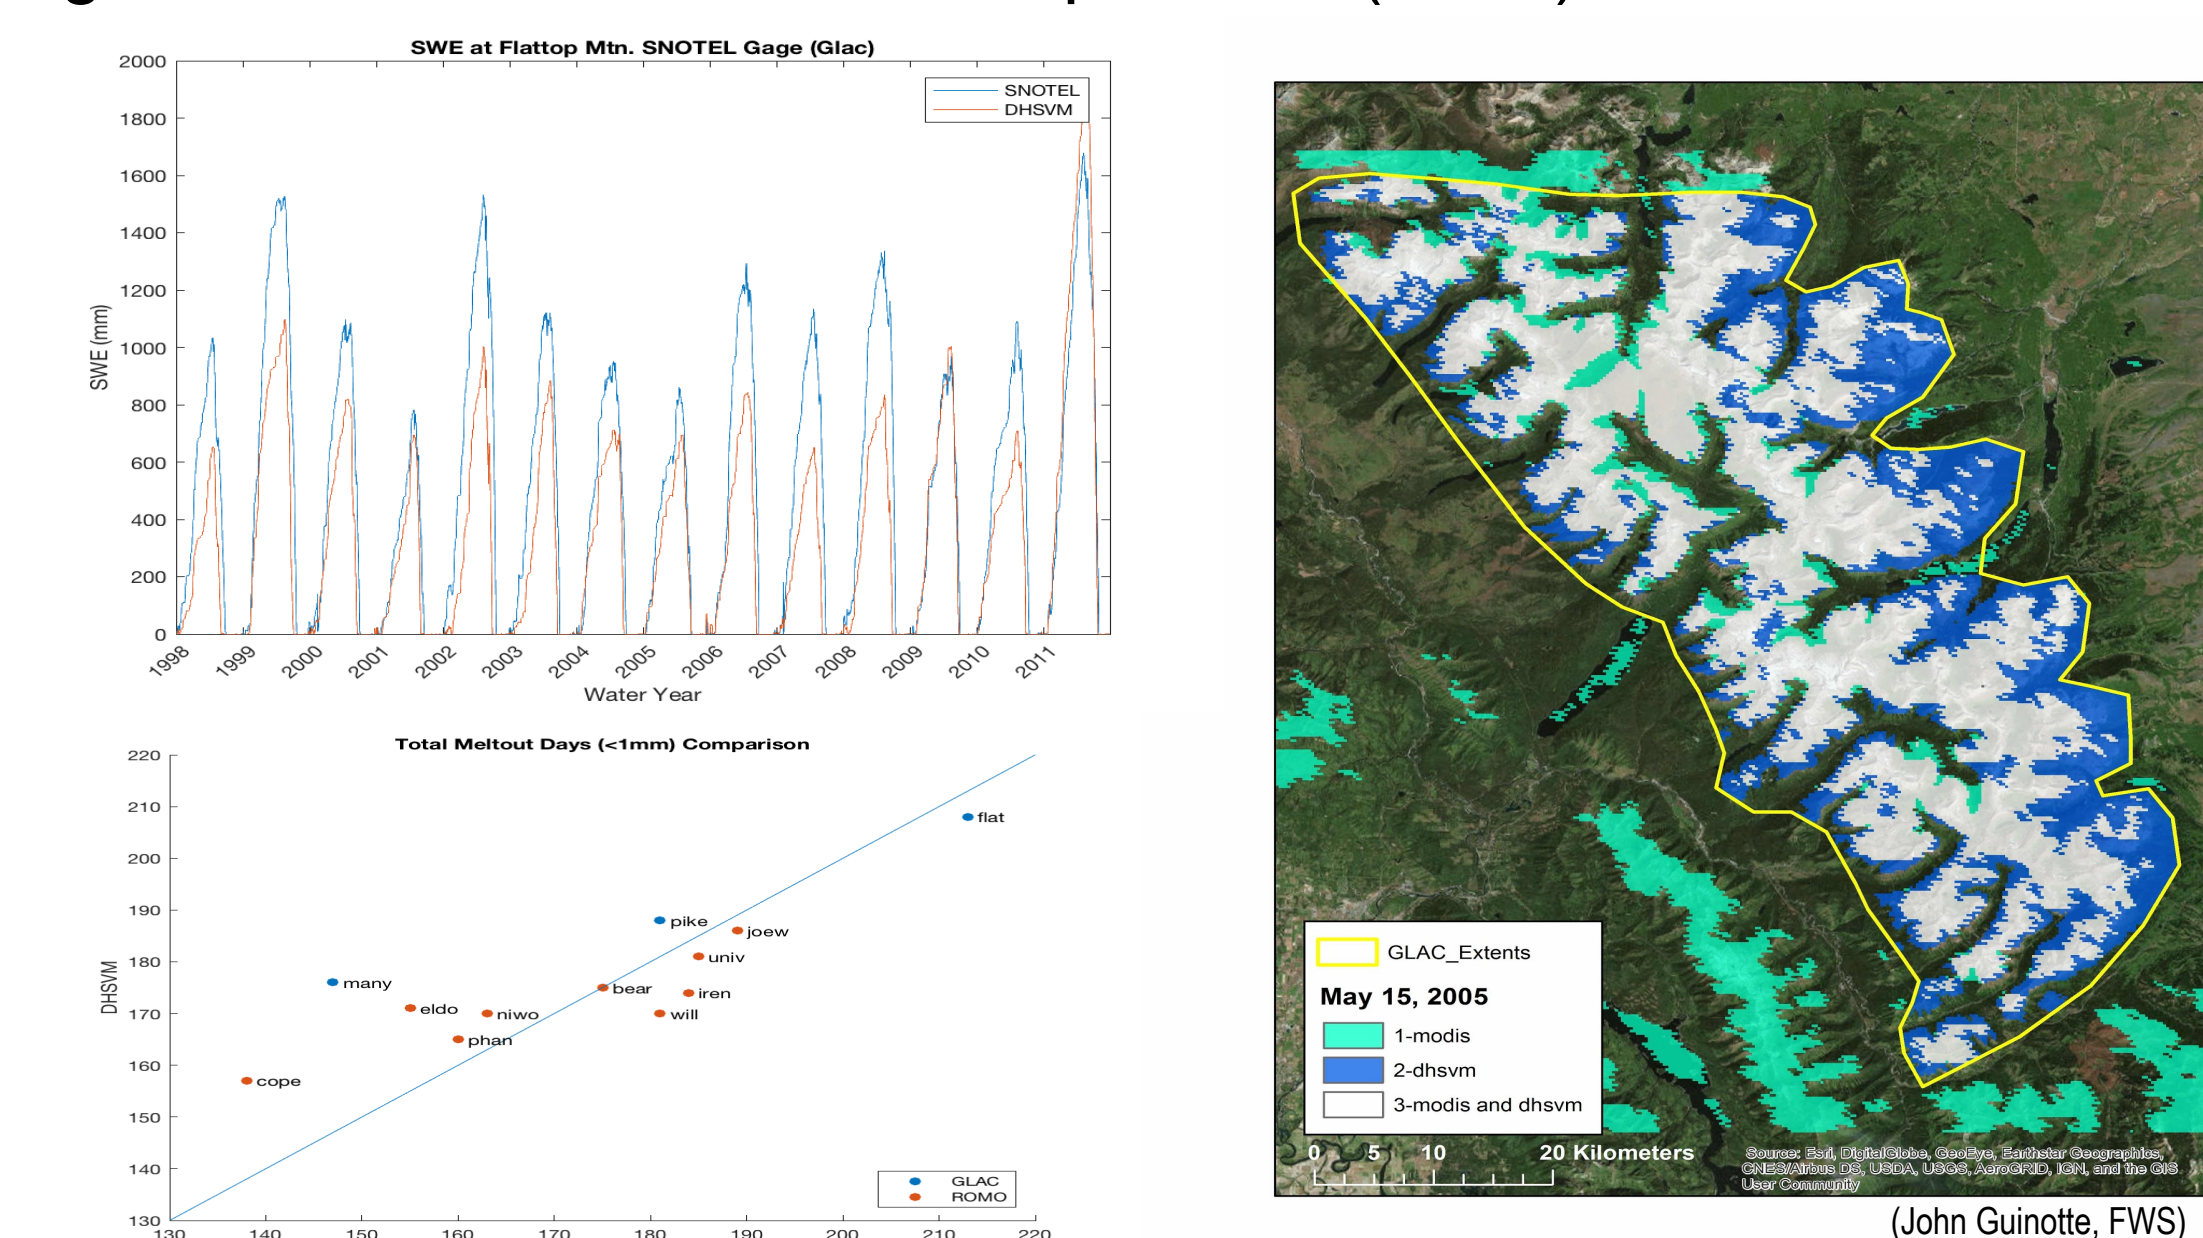 SWE at Flattop Mtn. SNOTEL Gage (Glac)
SNOTEL
DHSVM
2000
1800
1600
1400
1200
1000
800
600
400
200
0
SWE (mm)
1998 1999 2000 2001 2002 2003 2004 2005 2006 2007 2008 2009 2010 2011
Water Year
Total Meltout Days (<1mm) Comparison
220
210
200
190
180
170
160
150
140
130
DHSVM
flat
pike
joew
univ
many
bear
iren
eldo
niwo
will
phan
cope
GLAC
ROMO
130 140 150 160 170 180 190 200 210 220
GLAC_Extents
May 15, 2005
1-modis
2-dhsvm
3-modis and dhsvm
0 5 10 20 Kilometers
Source: Esri, DigitalGlobe, GeoEye, Earthstar Geographics,
CNES/Airbus DS, USDA, USGS, AeroGRID, IGN, and the GIS
User Community
(John Guinotte, FWS)